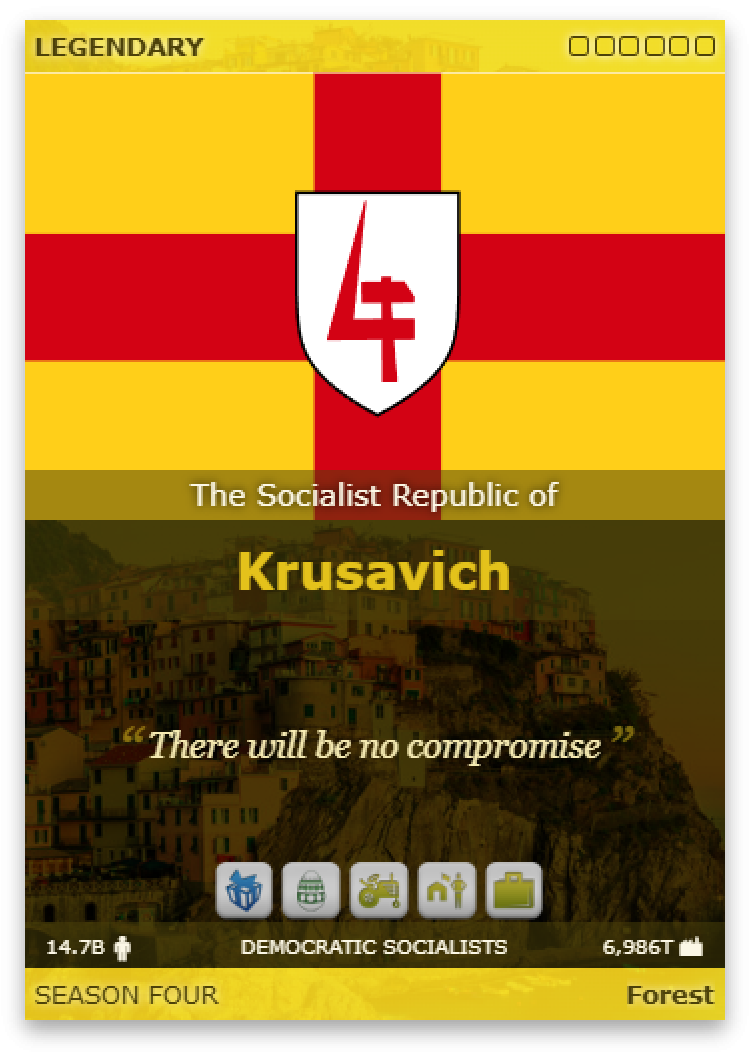 LEGENDARY
The Socialist Republic of
Krusavich
“There will be no compromise ”
14.7B DEMOCRATIC SOCIALISTS 6,986T
SEASON FOUR Forest